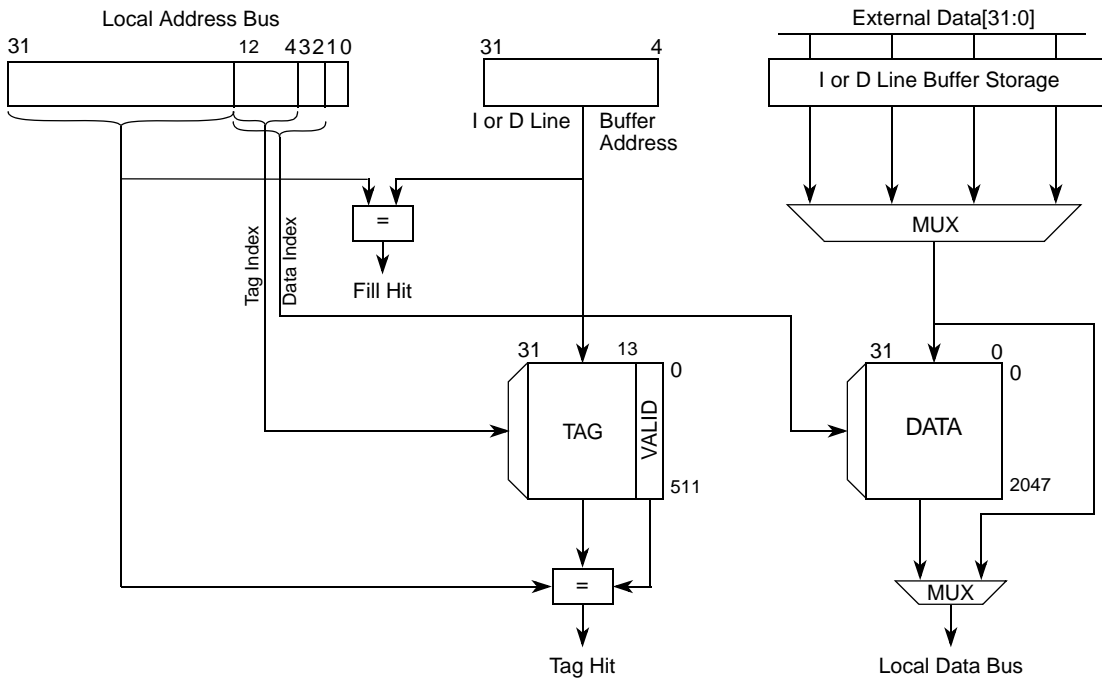 Local Address Bus
31 12 4 3 2 1 0
31 4
External Data[31:0]
I or D Line Buffer Storage
I or D Line Buffer
Address
MUX
=
Fill Hit
Tag Index
Data Index
31 13
0
TAG
VALID
511
31 0
0
DATA
2047
=
MUX
Tag Hit
Local Data Bus